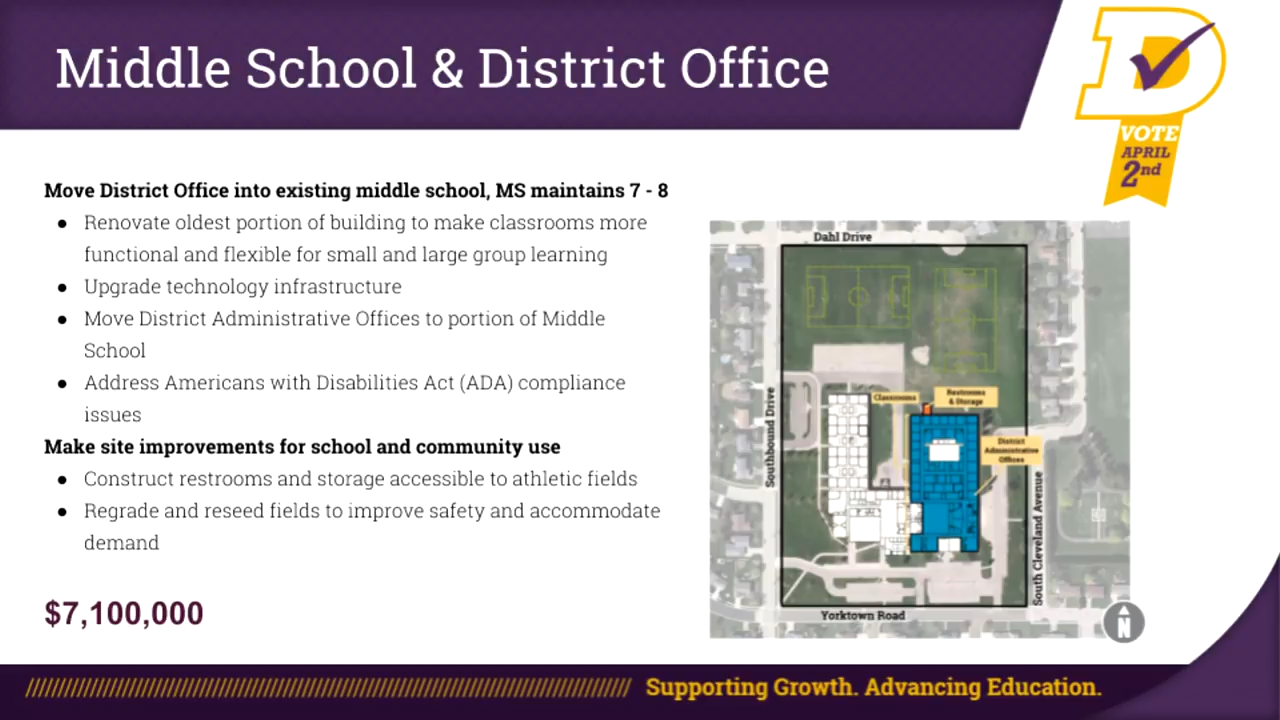 Middle School & District Office
D
VOTE
APRIL
2nd
Move District Office into existing middle school, MS maintains 7 - 8
● Renovate oldest portion of building to make classrooms more
functional and flexible for small and large group learning
● Upgrade technology infrastructure
● Move District Administrative Offices to portion of Middle
School
● Address Americans with Disabilities Act (ADA) compliance
issues
Make site improvements for school and community use
● Construct restrooms and storage accessible to athletic fields
● Regrade and reseed fields to improve safety and accommodate
demand
$7,100,000
Dahl Drive
Southbound Drive
Classrooms
Restrooms
& Storage
District
Administrative
Offices
South Cleveland Avenue
Yorktown Road
N
Supporting Growth. Advancing Education.